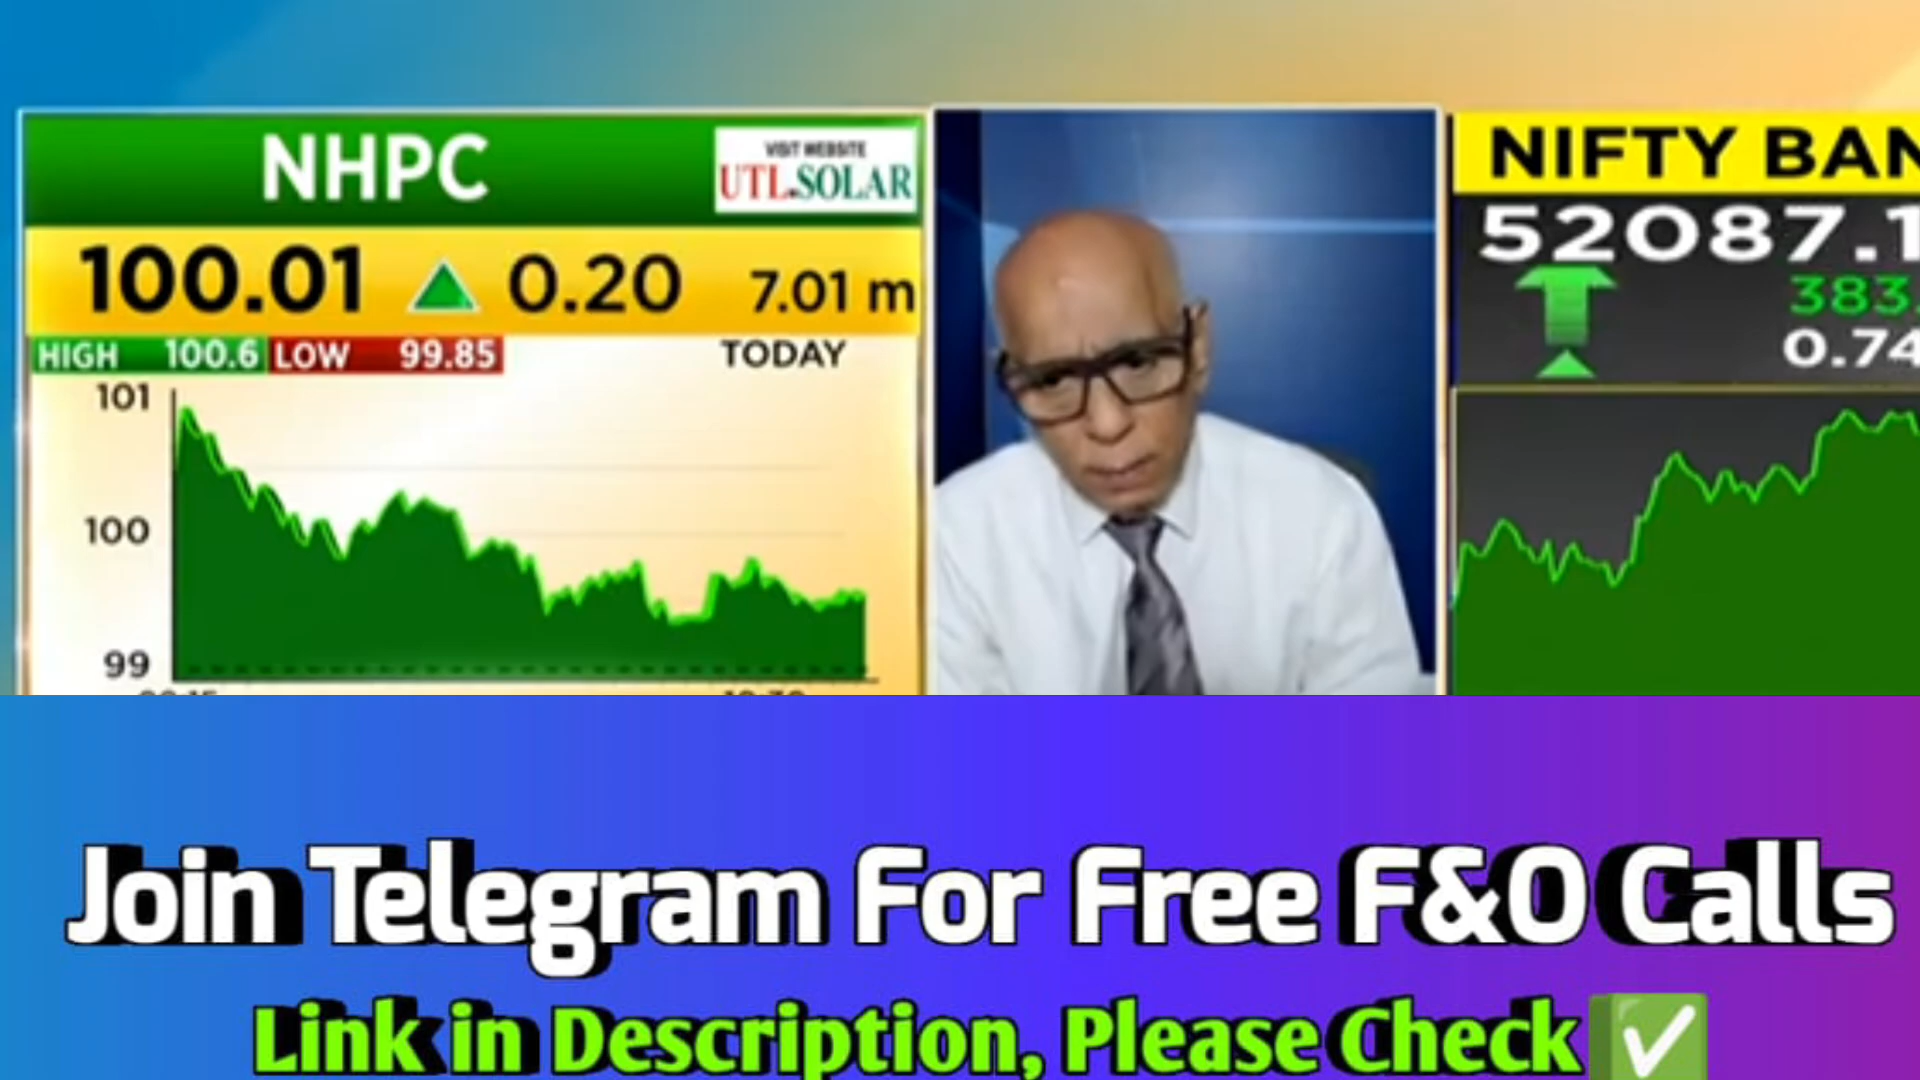 NHPC
VISIT WEBSITE
UTL SOLAR
100.01 0.20 7.01 m
HIGH 100.6 LOW 99.85 TODAY
101
100
99
NIFTY BAN
52087.1
383.
0.74
Join Telegram For Free F&O Calls
Link in Description, Please Check ✅